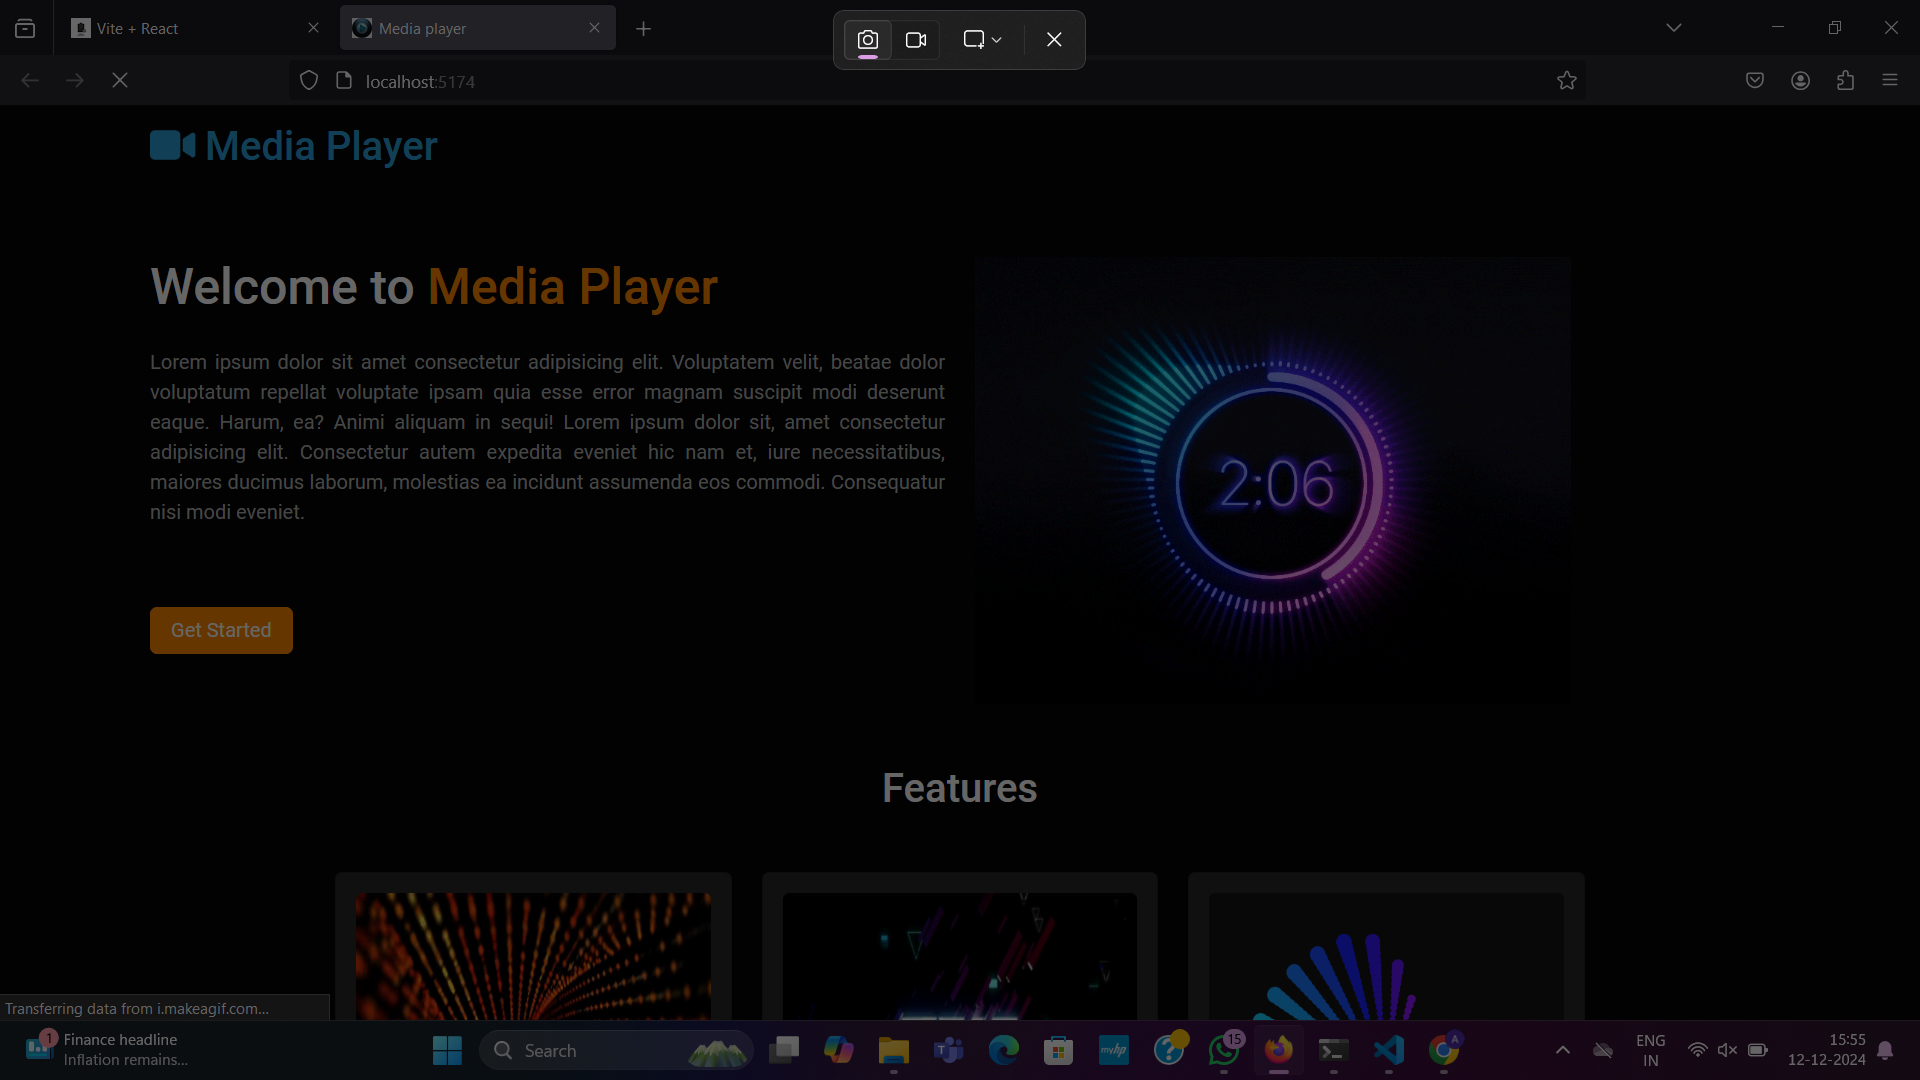 Vite + React
Media player
localhost:5174
Media Player
Welcome to Media Player
Lorem ipsum dolor sit amet consectetur adipisicing elit. Voluptatem velit, beatae dolor
voluptatum repellat voluptate ipsam quia esse error magnam suscipit modi deserunt
eaque. Harum, ea? Animi aliquam in sequi! Lorem ipsum dolor sit, amet consectetur
adipisicing elit. Consectetur autem expedita eveniet hic nam et, iure necessitatibus,
maiores ducimus laborum, molestias ea incidunt assumenda eos commodi. Consequatur
nisi modi eveniet.
2:06
Get Started
Features
Transferring data from i.makeagif.com...
1
Finance headline
Inflation remains...
Search
T
myhp
?
15
A
ENG
IN
15:55
12-12-2024